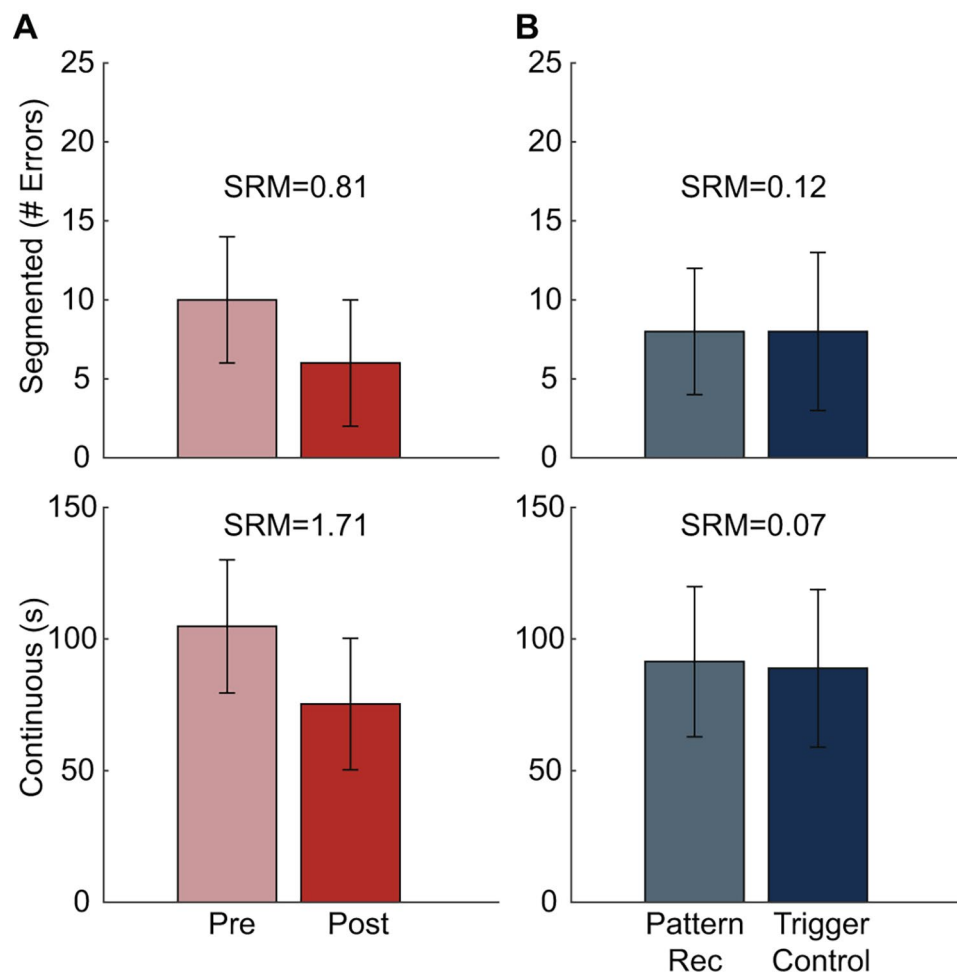 A
Segmented (# Errors)
25
20
15
10
5
0
SRM=0.81
B
25
20
15
10
5
0
SRM=0.12
Continuous (s)
150
100
50
0
SRM=1.71
Pre
Post
150
100
50
0
SRM=0.07
Pattern
Rec
Trigger
Control